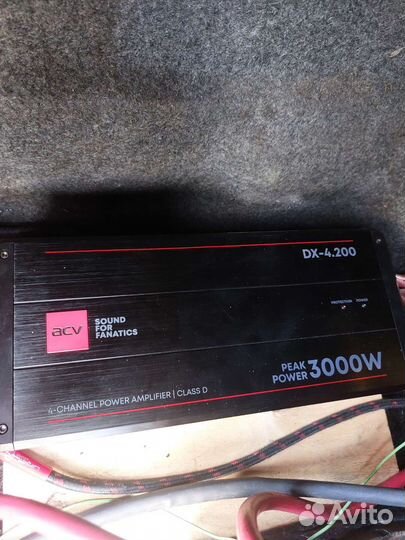 DX-4.200
PROTECTION POWER
acv
SOUND
FOR
FANATICS
PEAK
POWER 3000W
4-CHANNEL POWER AMPLIFIER | CLASS D
Avito